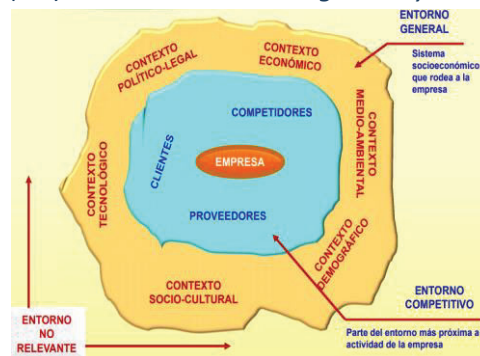 ENTORNO
GENERAL
Sistema
socioeconómico
que rodea a la
empresa
CONTEXTO
POLÍTICO-LEGAL
CONTEXTO
ECONÓMICO
CONTEXTO
MEDIO-AMBIENTAL
COMPETIDORES
CLIENTES
EMPRESA
PROVEEDORES
CONTEXTO
TECNOLÓGICO
CONTEXTO
DEMOGRÁFICO
CONTEXTO
SOCIO-CULTURAL
ENTORNO
COMPETITIVO
Parte del entorno más próxima a
actividad de la empresa
ENTORNO
NO
RELEVANTE